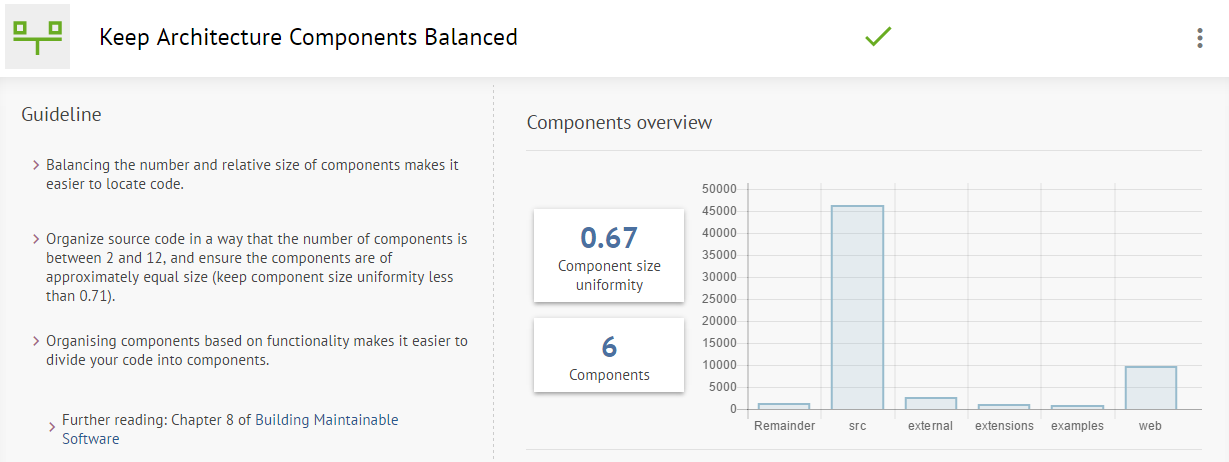 Keep Architecture Components Balanced
Guideline
Balancing the number and relative size of components makes it
easier to locate code.
Organize source code in a way that the number of components is
between 2 and 12, and ensure the components are of
approximately equal size (keep component size uniformity less
than 0.71).
Organising components based on functionality makes it easier to
divide your code into components.
Further reading: Chapter 8 of Building Maintainable
Software
Components overview
0.67
Component size
uniformity
6
Components
50000
45000
40000
35000
30000
25000
20000
15000
10000
5000
0
Remainder src external extensions examples web